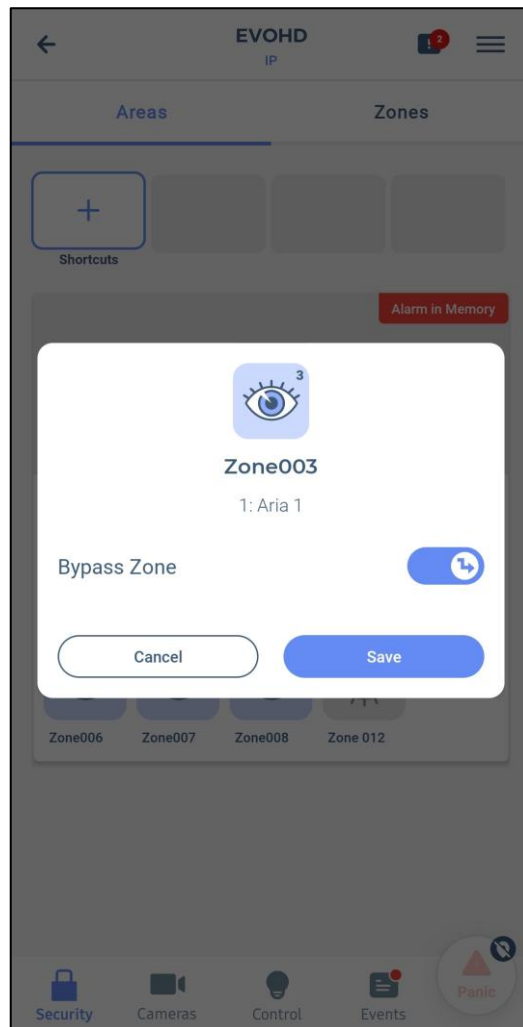 EVOHD
2
IP
Areas
Zones
Shortcuts
Alarm in Memory
3
Zone003
1: Aria 1
Bypass Zone
Cancel
Save
Zone006
Zone007
Zone008
Zone 012
Security
Cameras
Control
Events
Panic